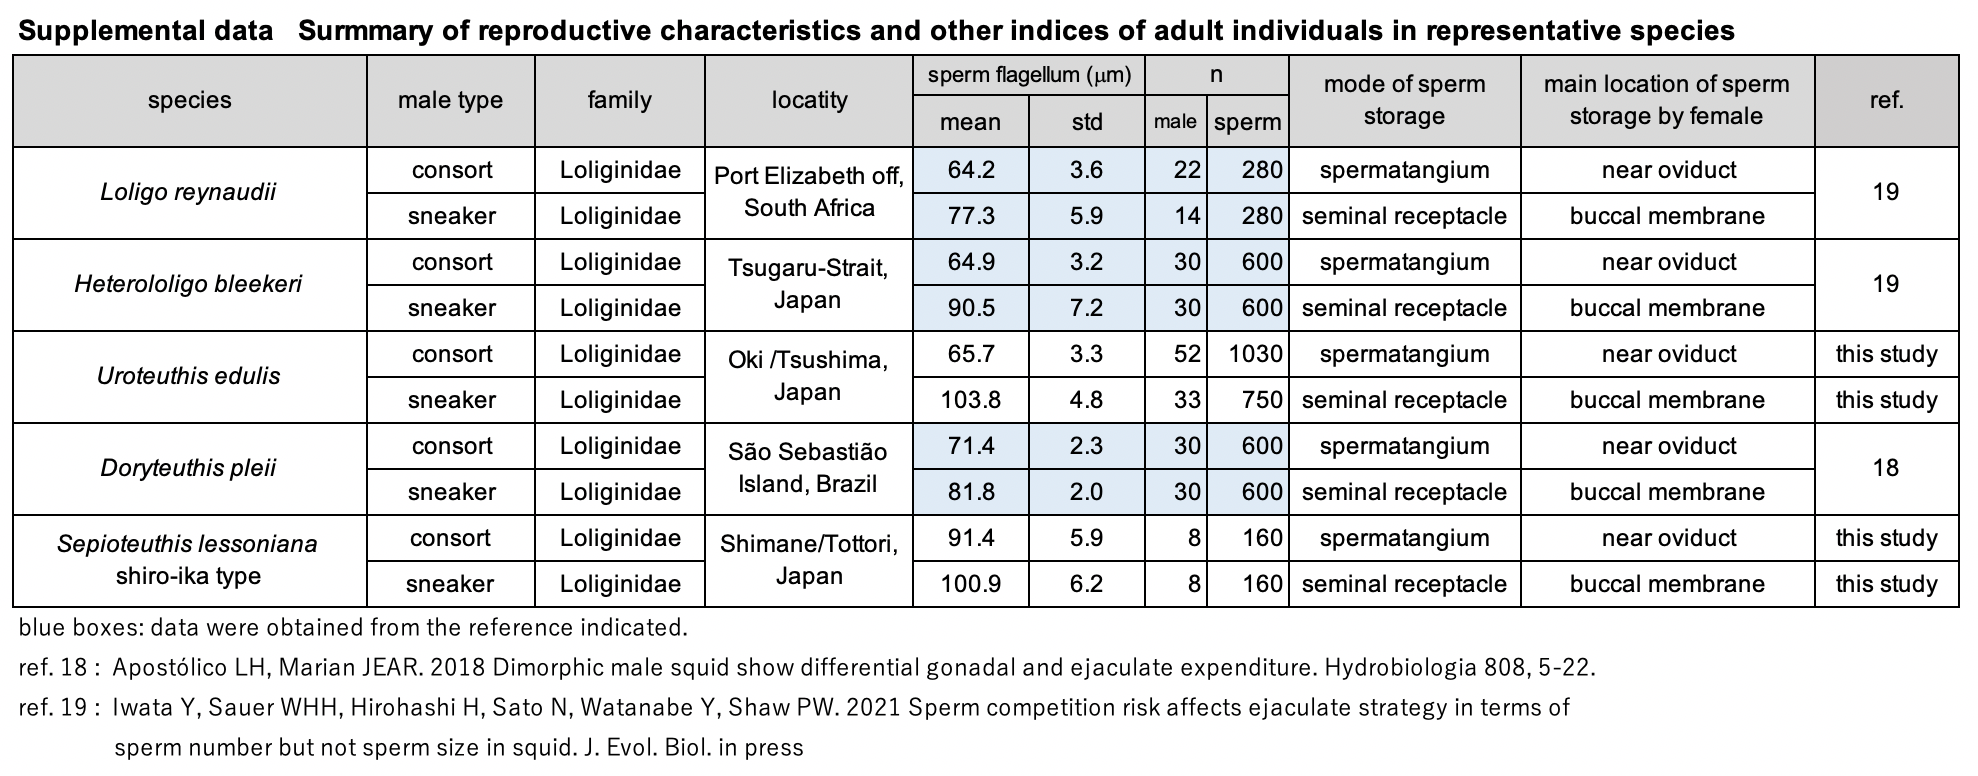 Supplemental data Surmmary of reproductive characteristics and other indices of adult individuals in representative species
species male type family locatity sperm flagellum (μm) n mode of sperm storage main location of sperm storage by female ref.
mean std male sperm
Loligo reynaudii consort Loliginidae Port Elizabeth off, South Africa 64.2 3.6 22 280 spermatangium near oviduct 19
sneaker Loliginidae 77.3 5.9 14 280 seminal receptacle buccal membrane
Heterololigo bleekeri consort Loliginidae Tsugaru-Strait, Japan 64.9 3.2 30 600 spermatangium near oviduct 19
sneaker Loliginidae 90.5 7.2 30 600 seminal receptacle buccal membrane
Uroteuthis edulis consort Loliginidae Oki /Tsushima, Japan 65.7 3.3 52 1030 spermatangium near oviduct this study
sneaker Loliginidae 103.8 4.8 33 750 seminal receptacle buccal membrane this study
Doryteuthis pleii consort Loliginidae São Sebastião Island, Brazil 71.4 2.3 30 600 spermatangium near oviduct 18
sneaker Loliginidae 81.8 2.0 30 600 seminal receptacle buccal membrane
Sepioteuthis lessoniana shiro-ika type consort Loliginidae Shimane/Tottori, Japan 91.4 5.9 8 160 spermatangium near oviduct this study
sneaker Loliginidae 100.9 6.2 8 160 seminal receptacle buccal membrane this study
blue boxes: data were obtained from the reference indicated.
ref. 18 : Apostólico LH, Marian JEAR. 2018 Dimorphic male squid show differential gonadal and ejaculate expenditure. Hydrobiologia 808, 5-22.
ref. 19 : Iwata Y, Sauer WHH, Hirohashi H, Sato N, Watanabe Y, Shaw PW. 2021 Sperm competition risk affects ejaculate strategy in terms of
sperm number but not sperm size in squid. J. Evol. Biol. in press